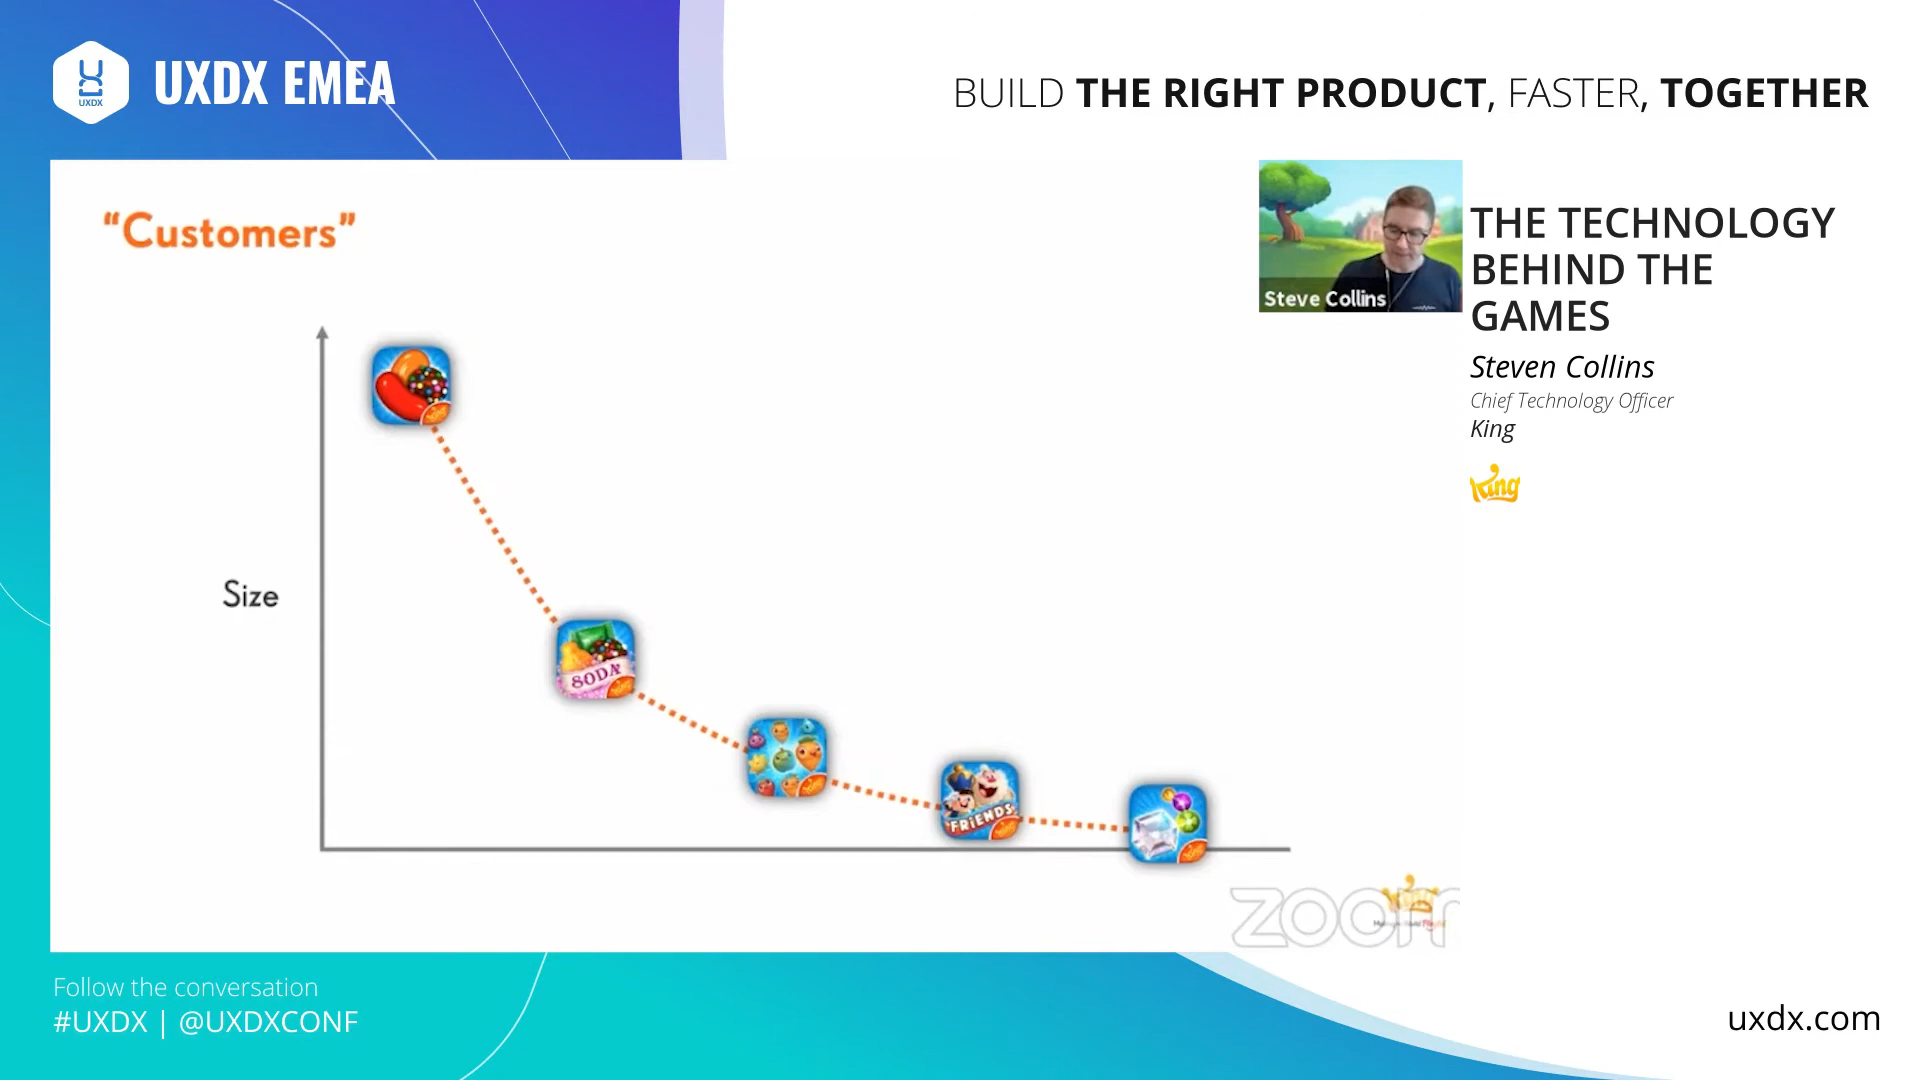 UXDX
UXDX EMEA
BUILD THE RIGHT PRODUCT, FASTER, TOGETHER
“Customers”
Steve Collins
THE TECHNOLOGY
BEHIND THE
GAMES
Steven Collins
Chief Technology Officer
King
King
Size
SODA
FRIENDS
zoom
Follow the conversation
#UXDX | @UXDXCONF
uxdx.com